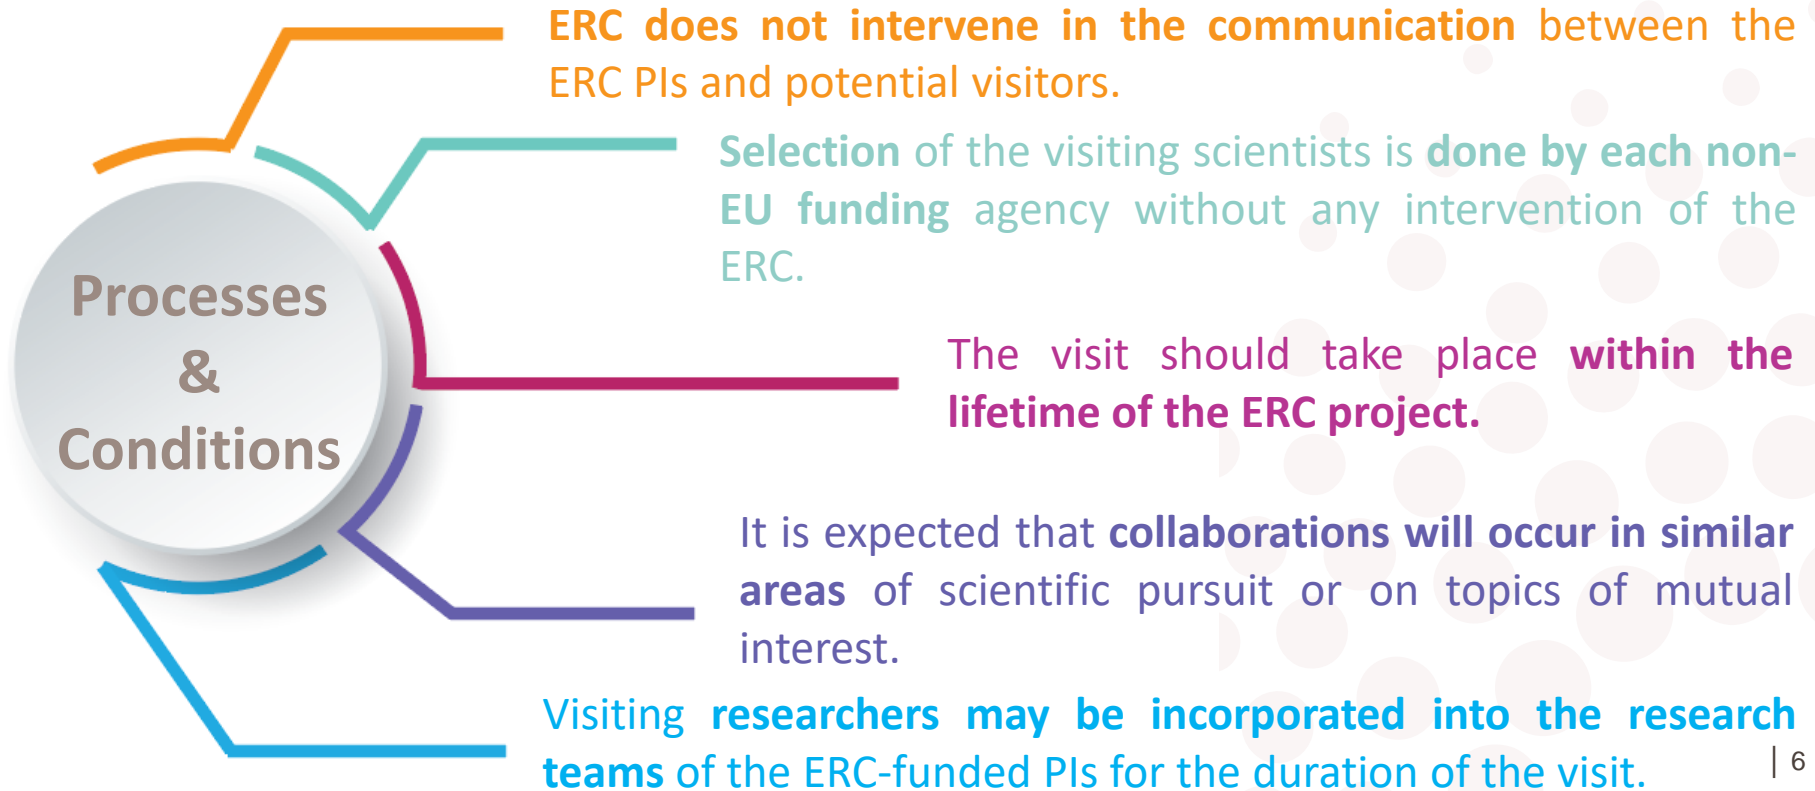 ERC does not intervene in the communication between the
ERC PIs and potential visitors.
Selection of the visiting scientists is done by each non-
EU funding agency without any intervention of the
ERC.
Processes
&
Conditions
The visit should take place within the
lifetime of the ERC project.
It is expected that collaborations will occur in similar
areas of scientific pursuit or on topics of mutual
interest.
Visiting researchers may be incorporated into the research
teams of the ERC-funded PIs for the duration of the visit.
| 6